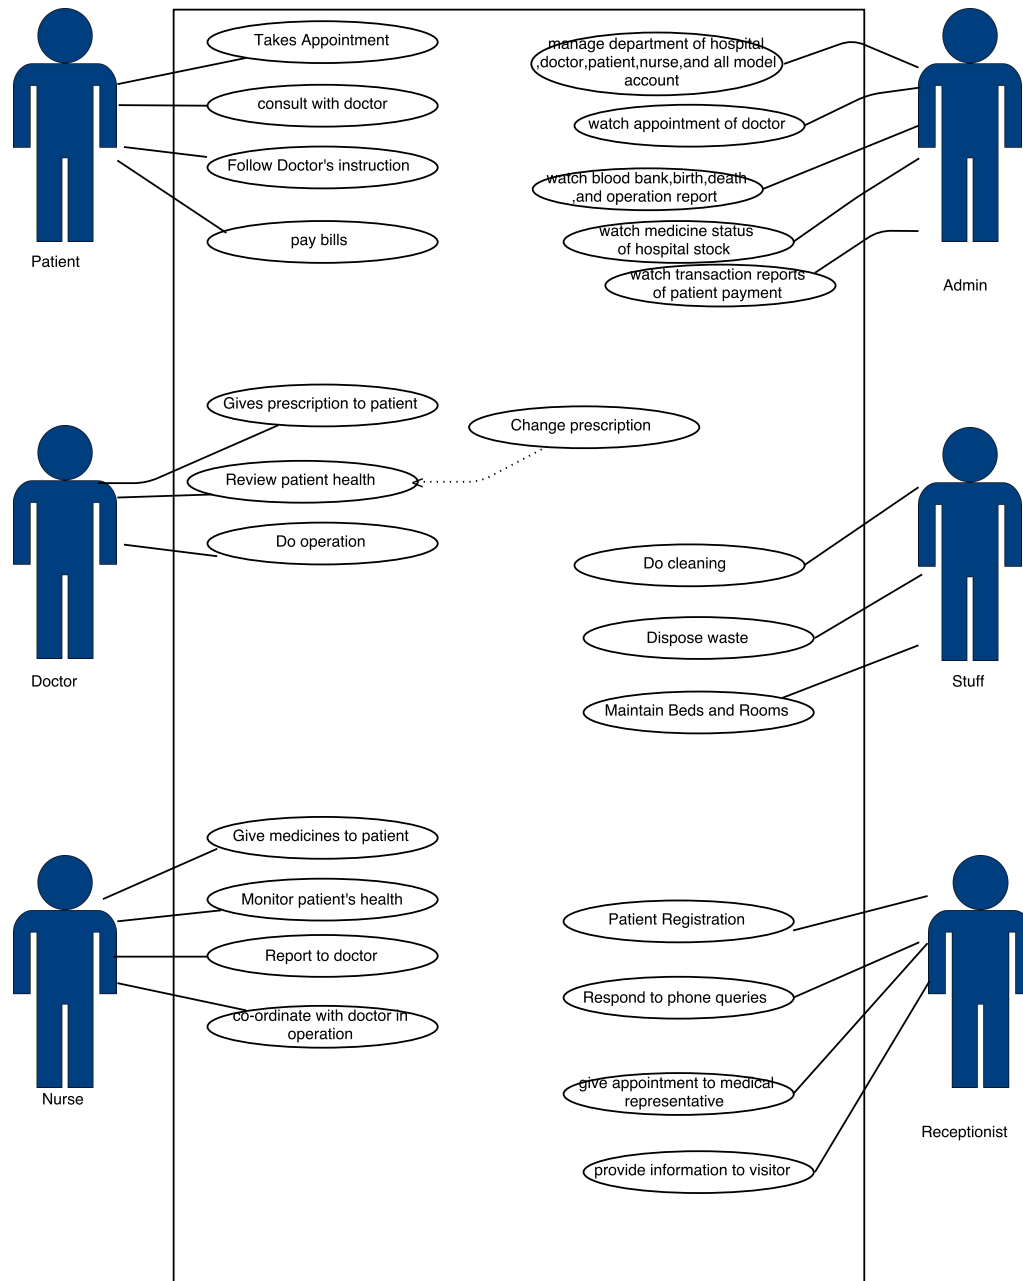 Takes Appointment
consult with doctor
Follow Doctor's instruction
pay bills
Patient
manage department of hospital
,doctor,patient,nurse,and all model
account
watch appointment of doctor
watch blood bank,birth,death
,and operation report
watch medicine status
of hospital stock
watch transaction reports
of patient payment
Admin
Gives prescription to patient
Change prescription
Review patient health
Do operation
Doctor
Do cleaning
Dispose waste
Maintain Beds and Rooms
Stuff
Give medicines to patient
Monitor patient's health
Report to doctor
co-ordinate with doctor in
operation
Nurse
Patient Registration
Respond to phone queries
give appointment to medical
representative
provide information to visitor
Receptionist